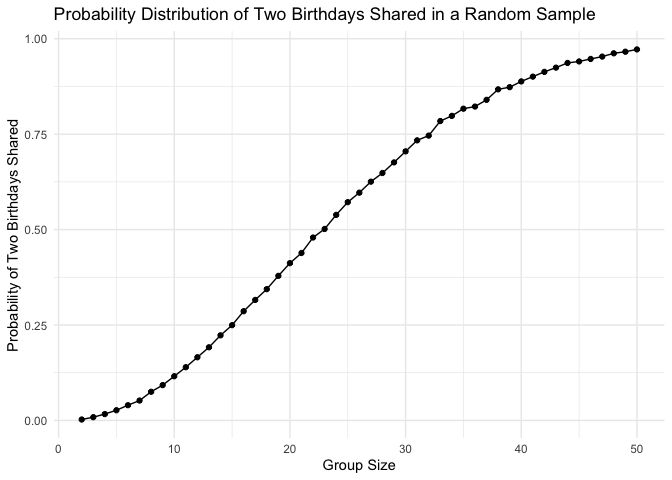 Probability Distribution of Two Birthdays Shared in a Random Sample
Probability of Two Birthdays Shared
1.00
0.75
0.50
0.25
0.00
0 10 20 30 40 50
Group Size